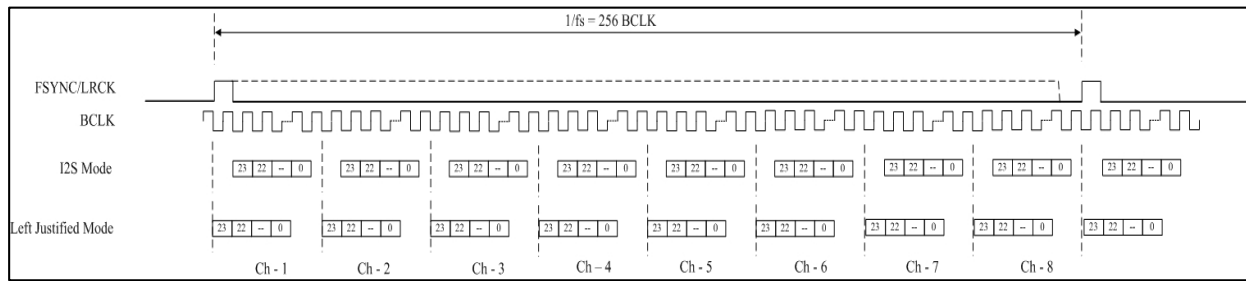 1/fs = 256 BCLK
FSYNC/LRCK
BCLK
I2S Mode 23 22 -- 0 23 22 -- 0 23 22 -- 0 23 22 -- 0 23 22 -- 0 23 22 -- 0 23 22 -- 0 23 22 -- 0 23 22 -- 0
Left Justified Mode 23 22 -- 0 23 22 -- 0 23 22 -- 0 23 22 -- 0 23 22 -- 0 23 22 -- 0 23 22 -- 0 23 22 -- 0 23 22 -- 0
Ch - 1 Ch - 2 Ch - 3 Ch – 4 Ch - 5 Ch - 6 Ch - 7 Ch - 8